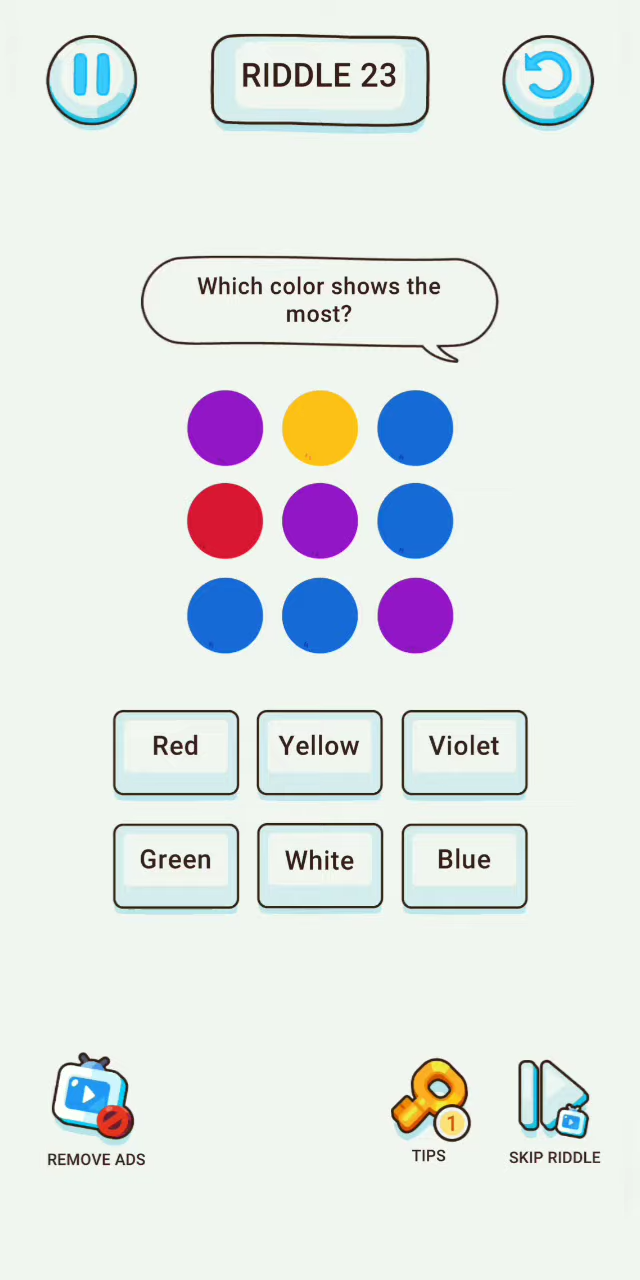 RIDDLE 23
Which color shows the
most?
Red
Yellow
Violet
Green
White
Blue
1
REMOVE ADS
TIPS
SKIP RIDDLE